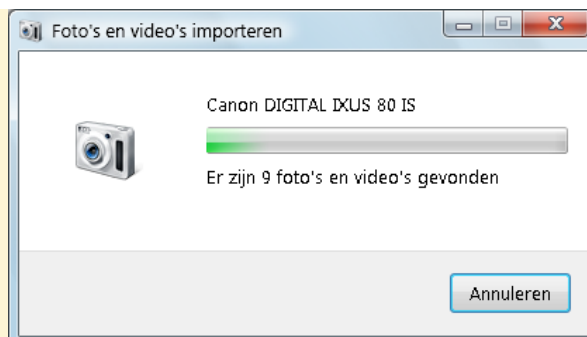 Foto's en video's importeren
Canon DIGITAL IXUS 80 IS
Er zijn 9 foto's en video's gevonden
Annuleren